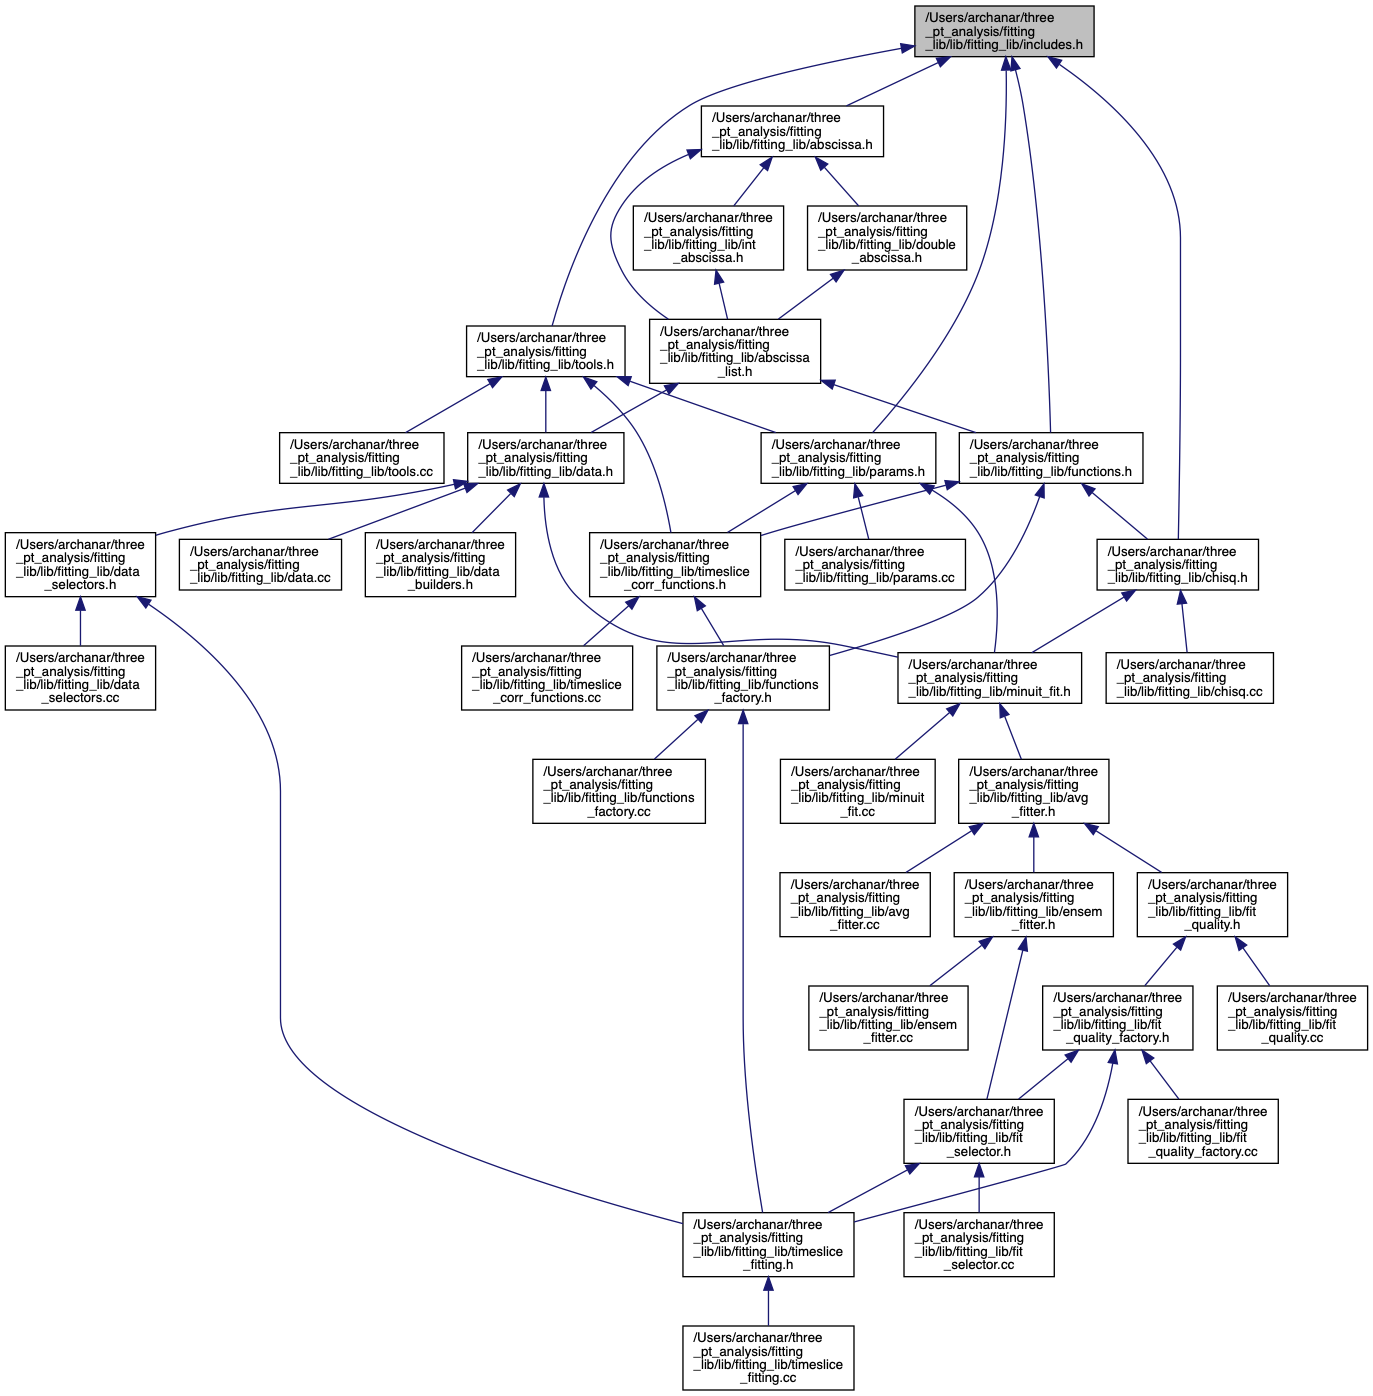 /Users/archanar/three
_pt_analysis/fitting
_lib/lib/fitting_lib/includes.h
/Users/archanar/three
_pt_analysis/fitting
_lib/lib/fitting_lib/abscissa.h
/Users/archanar/three
_pt_analysis/fitting
_lib/lib/fitting_lib/int
_abscissa.h
/Users/archanar/three
_pt_analysis/fitting
_lib/lib/fitting_lib/double
_abscissa.h
/Users/archanar/three
_pt_analysis/fitting
_lib/lib/fitting_lib/tools.h
/Users/archanar/three
_pt_analysis/fitting
_lib/lib/fitting_lib/abscissa
_list.h
/Users/archanar/three
_pt_analysis/fitting
_lib/lib/fitting_lib/tools.cc
/Users/archanar/three
_pt_analysis/fitting
_lib/lib/fitting_lib/data.h
/Users/archanar/three
_pt_analysis/fitting
_lib/lib/fitting_lib/params.h
/Users/archanar/three
_pt_analysis/fitting
_lib/lib/fitting_lib/functions.h
/Users/archanar/three
_pt_analysis/fitting
_lib/lib/fitting_lib/data
_selectors.h
/Users/archanar/three
_pt_analysis/fitting
_lib/lib/fitting_lib/data.cc
/Users/archanar/three
_pt_analysis/fitting
_lib/lib/fitting_lib/data
_builders.h
/Users/archanar/three
_pt_analysis/fitting
_lib/lib/fitting_lib/timeslice
_corr_functions.h
/Users/archanar/three
_pt_analysis/fitting
_lib/lib/fitting_lib/params.cc
/Users/archanar/three
_pt_analysis/fitting
_lib/lib/fitting_lib/chisq.h
/Users/archanar/three
_pt_analysis/fitting
_lib/lib/fitting_lib/data
_selectors.cc
/Users/archanar/three
_pt_analysis/fitting
_lib/lib/fitting_lib/timeslice
_corr_functions.cc
/Users/archanar/three
_pt_analysis/fitting
_lib/lib/fitting_lib/functions
_factory.h
/Users/archanar/three
_pt_analysis/fitting
_lib/lib/fitting_lib/minuit_fit.h
/Users/archanar/three
_pt_analysis/fitting
_lib/lib/fitting_lib/chisq.cc
/Users/archanar/three
_pt_analysis/fitting
_lib/lib/fitting_lib/functions
_factory.cc
/Users/archanar/three
_pt_analysis/fitting
_lib/lib/fitting_lib/minuit
_fit.cc
/Users/archanar/three
_pt_analysis/fitting
_lib/lib/fitting_lib/avg
_fitter.h
/Users/archanar/three
_pt_analysis/fitting
_lib/lib/fitting_lib/avg
_fitter.cc
/Users/archanar/three
_pt_analysis/fitting
_lib/lib/fitting_lib/ensem
_fitter.h
/Users/archanar/three
_pt_analysis/fitting
_lib/lib/fitting_lib/fit
_quality.h
/Users/archanar/three
_pt_analysis/fitting
_lib/lib/fitting_lib/ensem
_fitter.cc
/Users/archanar/three
_pt_analysis/fitting
_lib/lib/fitting_lib/fit
_quality_factory.h
/Users/archanar/three
_pt_analysis/fitting
_lib/lib/fitting_lib/fit
_quality.cc
/Users/archanar/three
_pt_analysis/fitting
_lib/lib/fitting_lib/fit
_selector.h
/Users/archanar/three
_pt_analysis/fitting
_lib/lib/fitting_lib/fit
_quality_factory.cc
/Users/archanar/three
_pt_analysis/fitting
_lib/lib/fitting_lib/timeslice
_fitting.h
/Users/archanar/three
_pt_analysis/fitting
_lib/lib/fitting_lib/fit
_selector.cc
/Users/archanar/three
_pt_analysis/fitting
_lib/lib/fitting_lib/timeslice
_fitting.cc